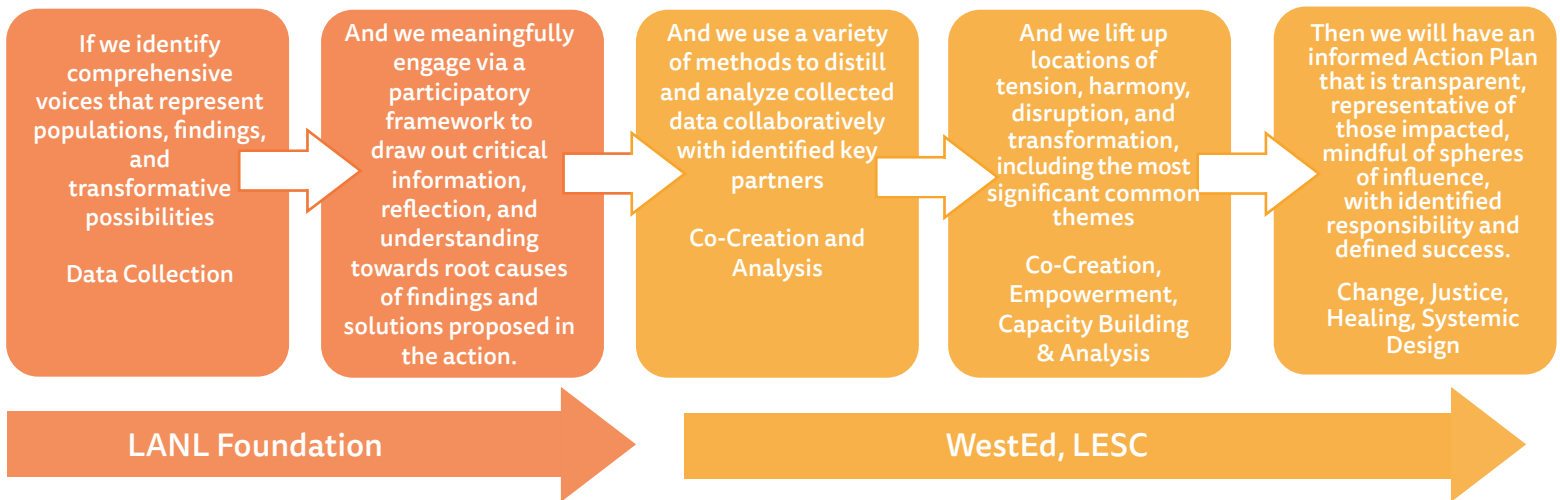 If we identify
comprehensive
voices that represent
populations, findings,
and
transformative
possibilities
Data Collection
And we meaningfully
engage via a
participatory
framework to
draw out critical
information,
reflection, and
understanding
towards root causes
of findings and
solutions proposed in
the action.
And we use a variety
of methods to distill
and analyze collected
data collaboratively
with identified key
partners
Co-Creation and
Analysis
And we lift up
locations of
tension, harmony,
disruption, and
transformation,
including the most
significant common
themes
Co-Creation,
Empowerment,
Capacity Building
& Analysis
Then we will have an
informed Action Plan
that is transparent,
representative of
those impacted,
mindful of spheres
of influence,
with identified
responsibility and
defined success.
Change, Justice,
Healing, Systemic
Design
LANL Foundation
WestEd, LESC